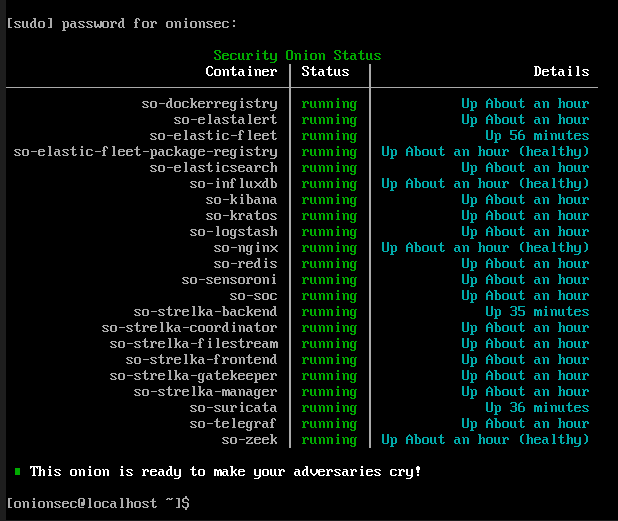 [sudo] password for onionsec:
Security Onion Status
Container Status Details
so-dockerregistry running Up About an hour
so-elastalert running Up About an hour
so-elastic-fleet running Up 56 minutes
so-elastic-fleet-package-registry running Up About an hour (healthy)
so-elasticsearch running Up About an hour
so-influxdb running Up About an hour (healthy)
so-kibana running Up About an hour
so-kratos running Up About an hour
so-logstash running Up About an hour
so-nginx running Up About an hour (healthy)
so-redis running Up About an hour
so-sensoroni running Up About an hour
so-soc running Up About an hour
so-strelka-backend running Up 35 minutes
so-strelka-coordinator running Up About an hour
so-strelka-filestream running Up About an hour
so-strelka-frontend running Up About an hour
so-strelka-gatekeeper running Up About an hour
so-strelka-manager running Up About an hour
so-suricata running Up 36 minutes
so-telegraf running Up About an hour
so-zeek running Up About an hour (healthy)
This onion is ready to make your adversaries cry!
[onionsec@localhost ~]$